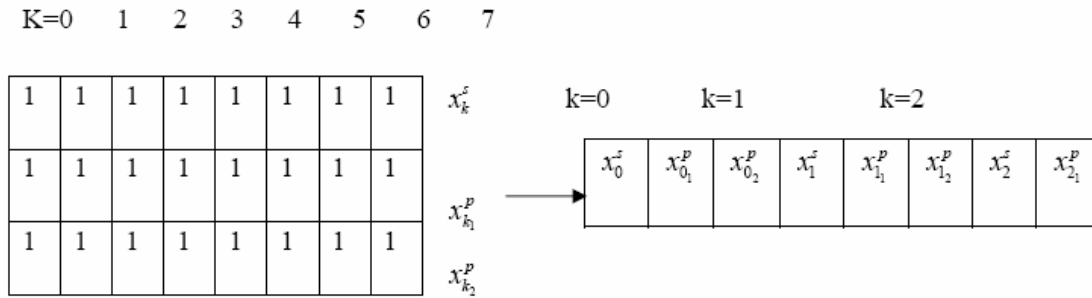 K=0 1 2 3 4 5 6 7
1 1 1 1 1 1 1 1 x_k^s
k=0 k=1 k=2
x_0^s x_{0_1}^p x_{0_2}^p x_1^s x_{1_1}^p x_{1_2}^p x_2^s x_{2_1}^p
1 1 1 1 1 1 1 1 x_{k_1}^p
1 1 1 1 1 1 1 1 x_{k_2}^p